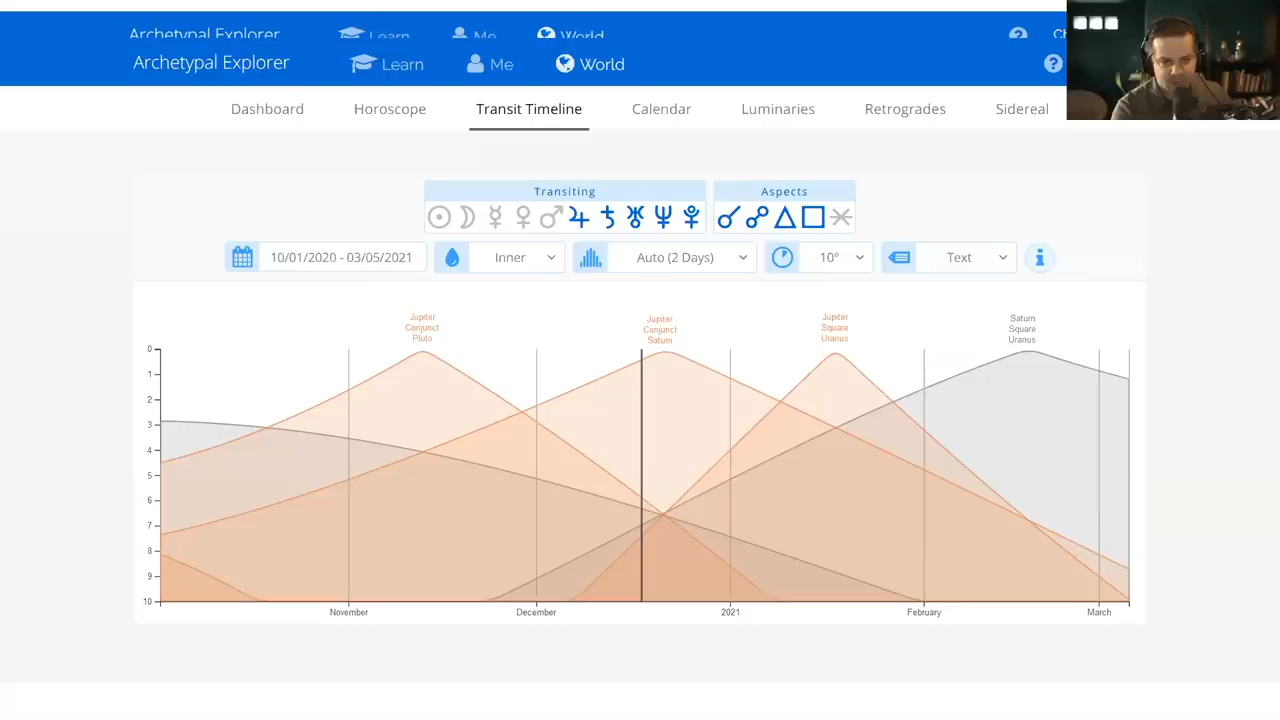 Archetypal Explorer Learn Me World Ch
Archetypal Explorer Learn Me World
Dashboard Horoscope Transit Timeline Calendar Luminaries Retrogrades Sidereal
Transiting Aspects
10/01/2020 - 03/05/2021 Inner Auto (2 Days) 10° Text
Jupiter
Conjunct
Pluto
Jupiter
Conjunct
Saturn
Jupiter
Square
Uranus
Saturn
Square
Uranus
0
1
2
3
4
5
6
7
8
9
10
November December 2021 February March